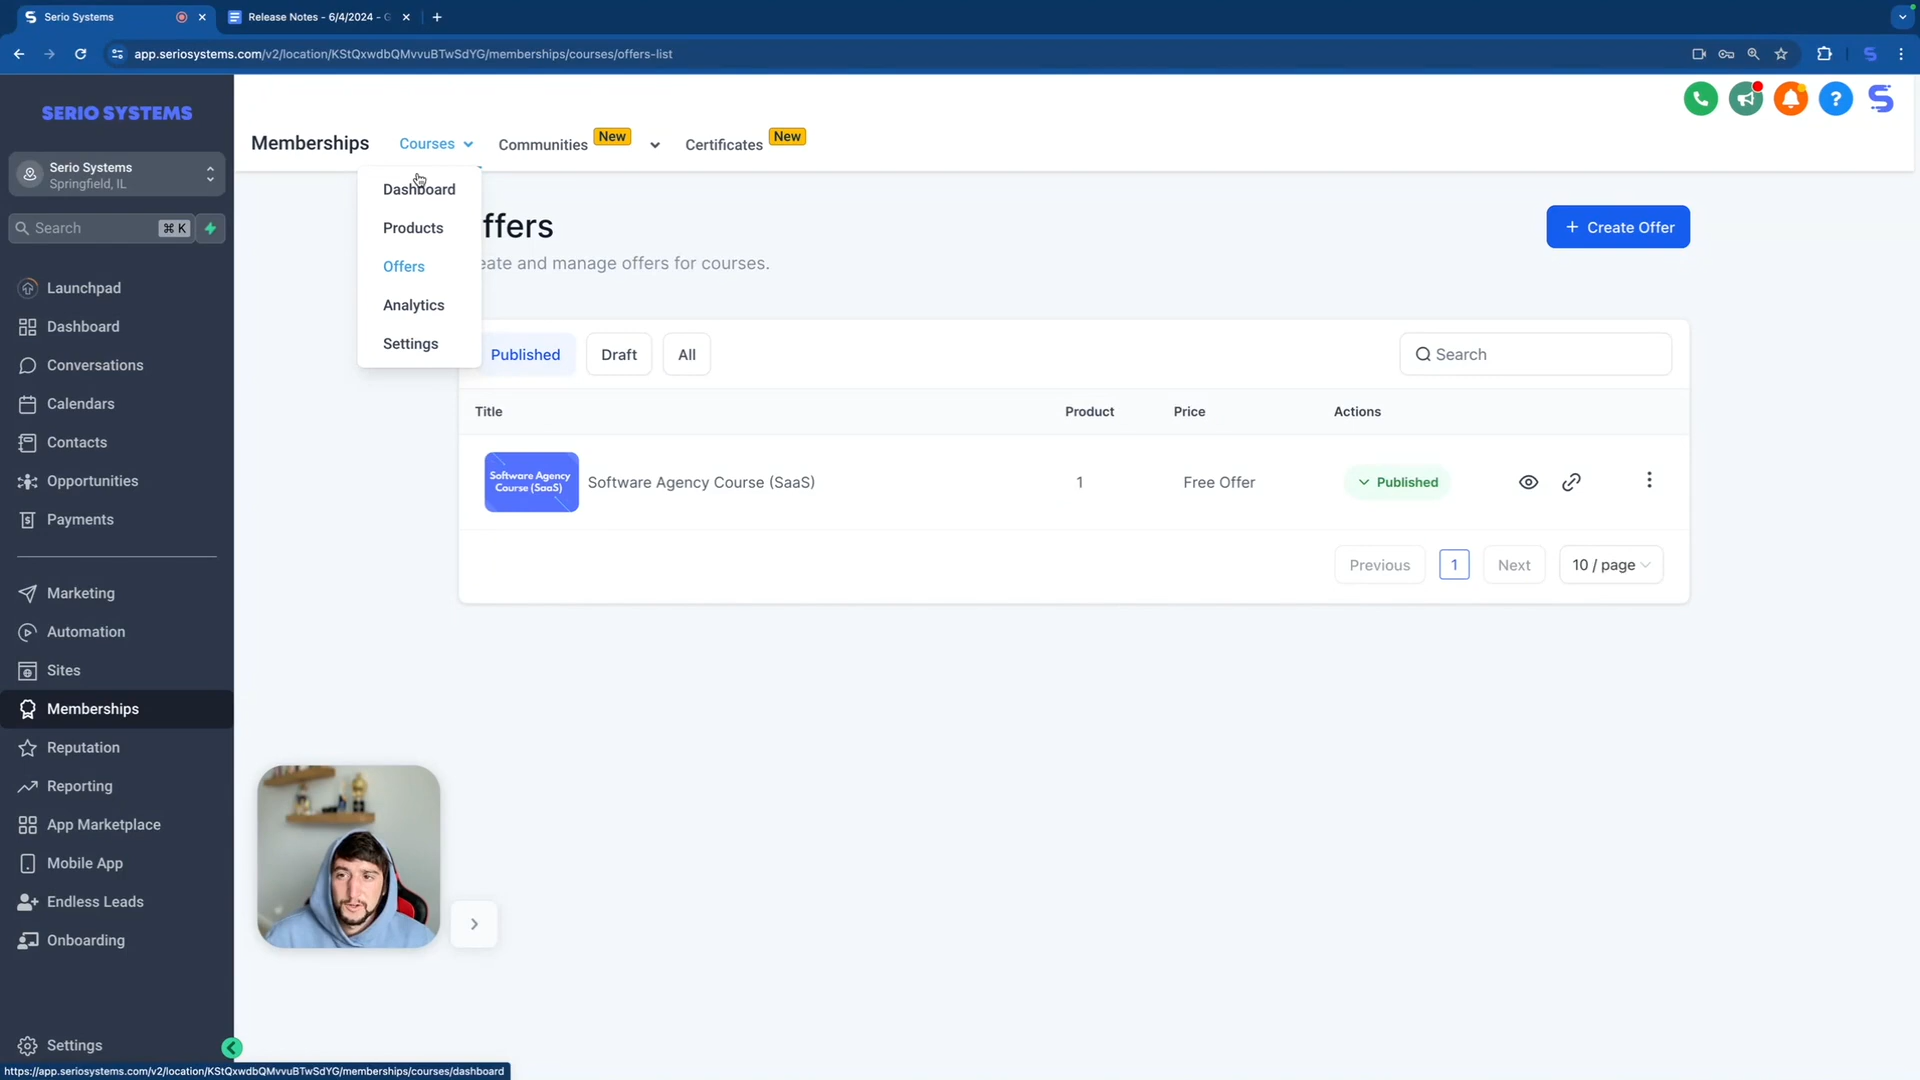 Serio Systems
Release Notes - 6/4/2024 - G
app.seriosystems.com/v2/location/KStQxwdbQMvvuBTwSdYG/memberships/courses/offers-list
SERIO SYSTEMS
Serio Systems
Springfield, IL
Search
⌘ K
Launchpad
Dashboard
Conversations
Calendars
Contacts
Opportunities
Payments
Marketing
Automation
Sites
Memberships
Reputation
Reporting
App Marketplace
Mobile App
Endless Leads
Onboarding
Settings
Memberships
Courses
Communities
New
Certificates
New
Dashboard
Products
Offers
Analytics
Settings
ffers
eate and manage offers for courses.
+ Create Offer
Published
Draft
All
Search
Title
Product
Price
Actions
Software Agency
Course (SaaS)
Software Agency Course (SaaS)
1
Free Offer
Published
Previous
1
Next
10 / page
https://app.seriosystems.com/v2/location/KStQxwdbQMvvuBTwSdYG/memberships/courses/dashboard